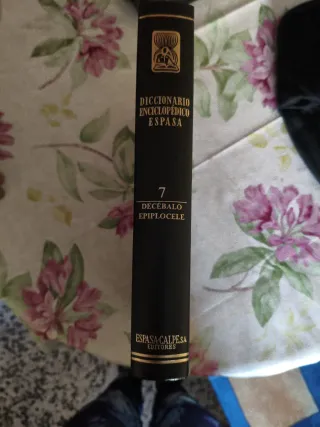 DICCIONARIO
ENCICLOPÉDICO
ESPASA
7
DECÉBALO
EPIPLOCELE
ESPASA-CALPE, S.A.
EDITORES